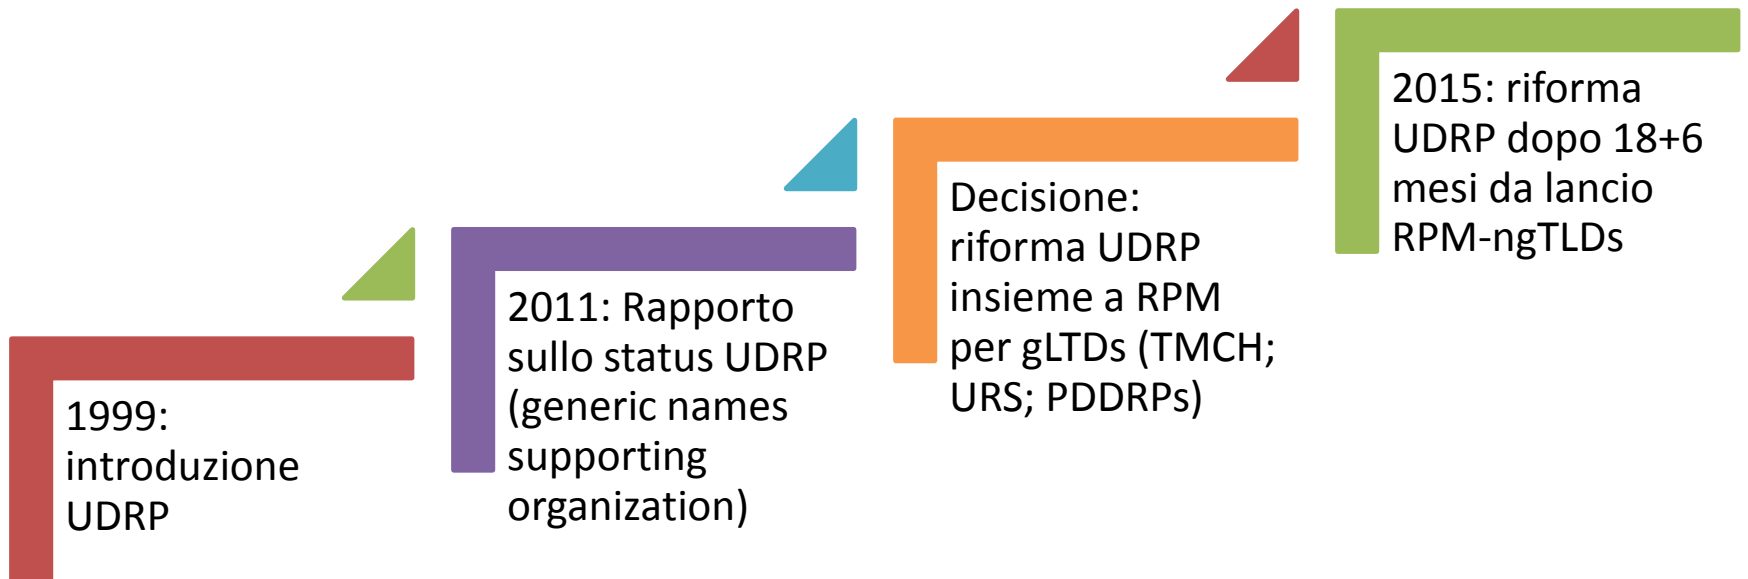 1999:
introduzione
UDRP
2011: Rapporto
sullo status UDRP
(generic names
supporting
organization)
Decisione:
riforma UDRP
insieme a RPM
per gLTDs (TMCH;
URS; PDDRPs)
2015: riforma
UDRP dopo 18+6
mesi da lancio
RPM-ngTLDs